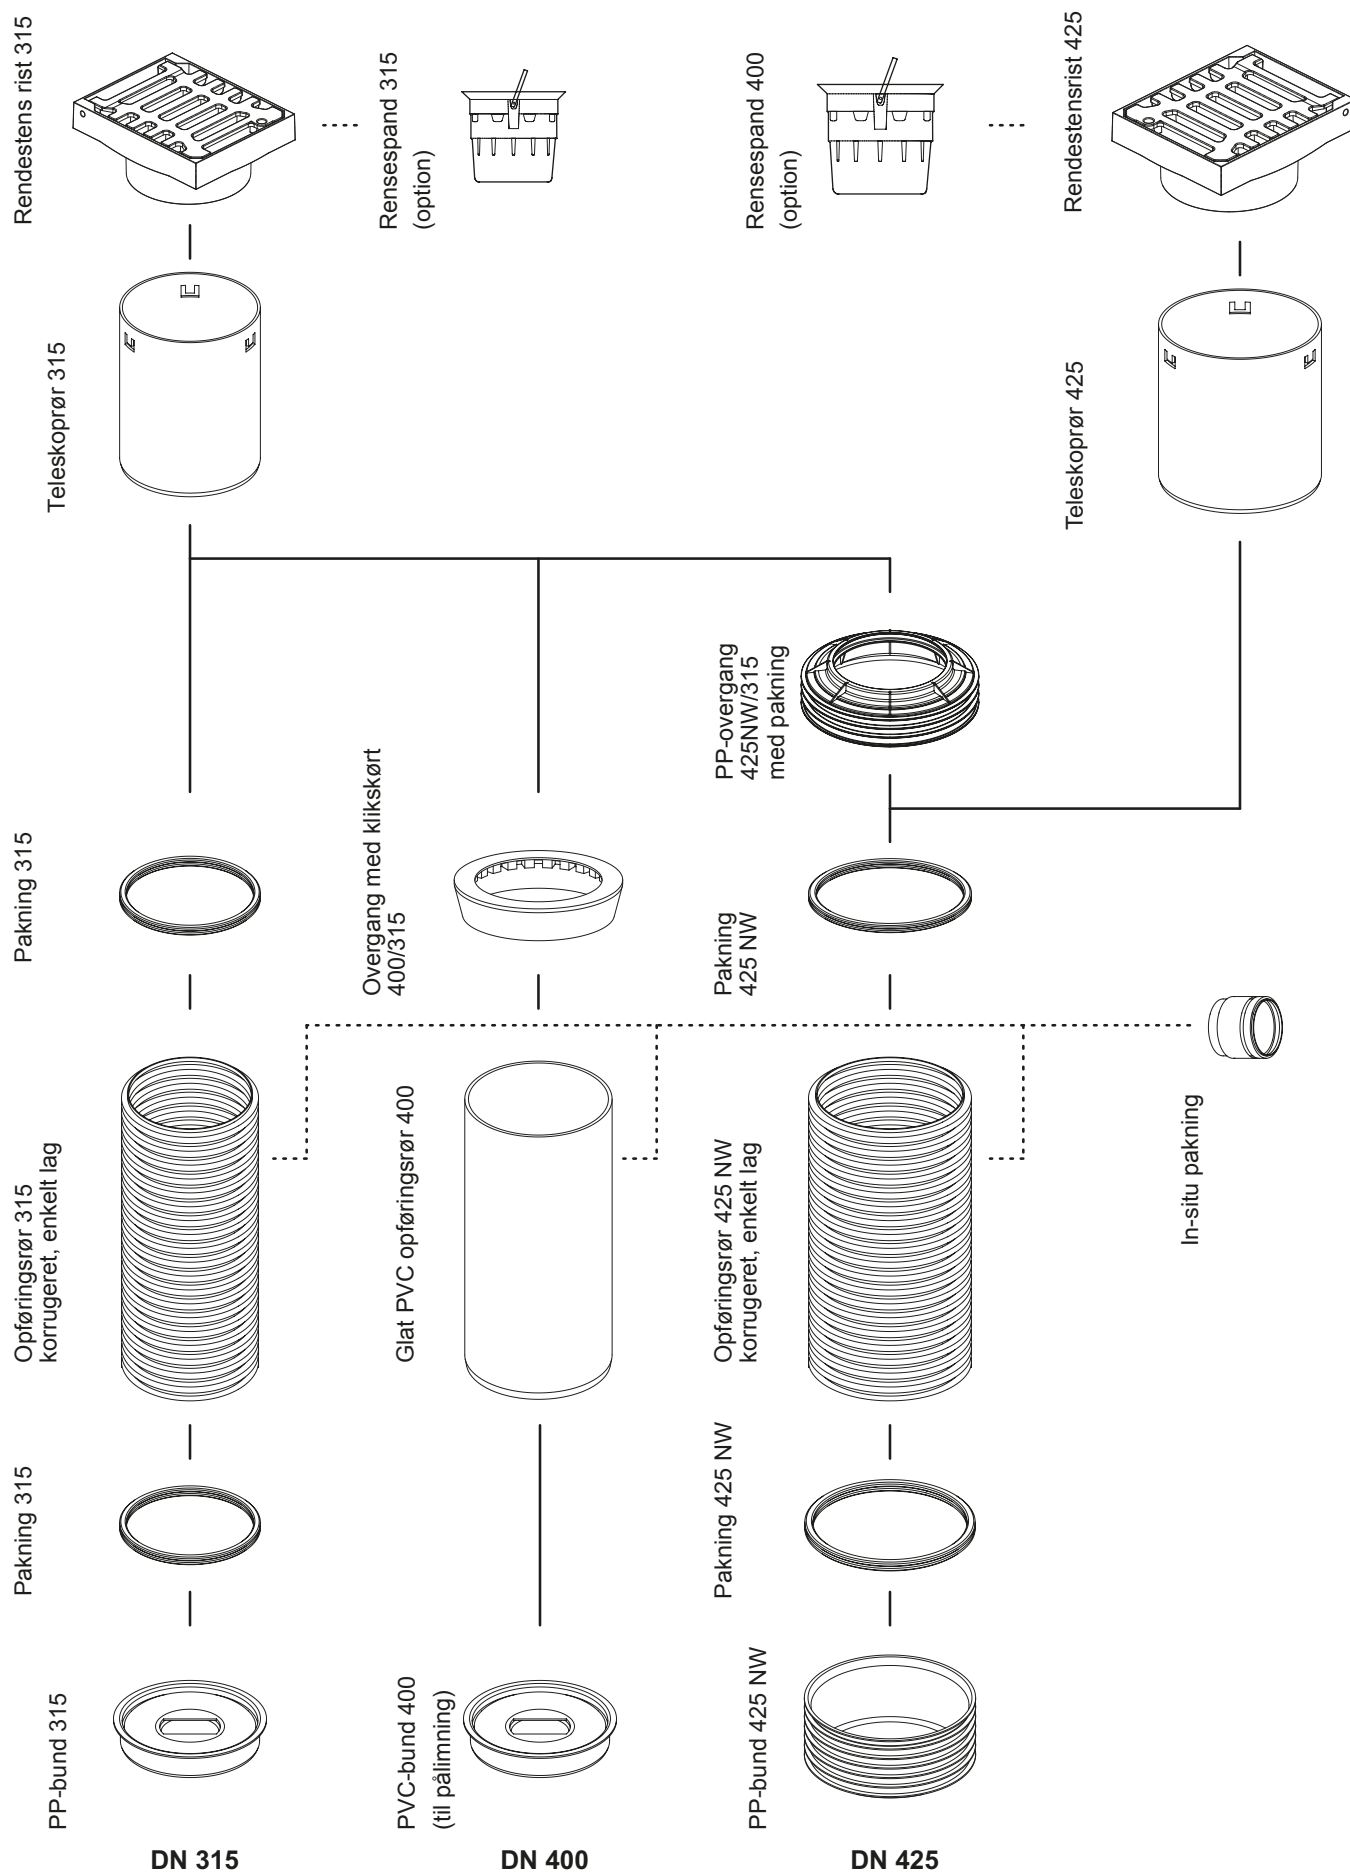 Rendestens rist 315
Rensespand 315
(option)
Rensespand 400
(option)
Rendestensrist 425
Teleskoprør 315
Teleskoprør 425
PP-overgang
425NW/315
med pakning
Pakning 315
Overgang med klikskørt
400/315
Pakning
425 NW
Opføringsrør 315
korrugeret, enkelt lag
Glat PVC opføringsrør 400
Opføringsrør 425 NW
korrugeret, enkelt lag
In-situ pakning
Pakning 315
Pakning 425 NW
PP-bund 315
PVC-bund 400
(til pålimning)
PP-bund 425 NW
DN 315
DN 400
DN 425